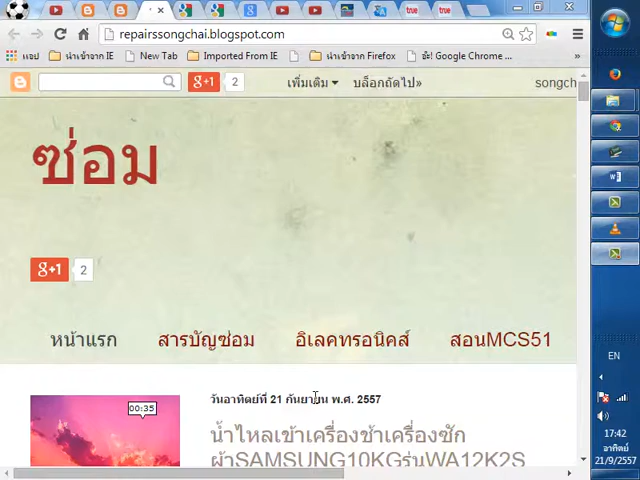 true
true
repairssongchai.blogspot.com
แอป
นำเข้าจาก IE
New Tab
Imported From IE
นำเข้าจาก Firefox
อ๊ะ! Google Chrome ...
g+1 2
เพิ่มเติม
บล็อกถัดไป»
songch
ซ่อม
g+1 2
หน้าแรก
สารบัญซ่อม
อิเลคทรอนิคส์
สอนMCS51
วันอาทิตย์ที่ 21 กันยายน พ.ศ. 2557
00:35
น้ำไหลเข้าเครื่องช้าเครื่องซัก
ผ้าSAMSUNG10KGรุ่นWA12K2S
EN
17:42
อาทิตย์
21/9/2557